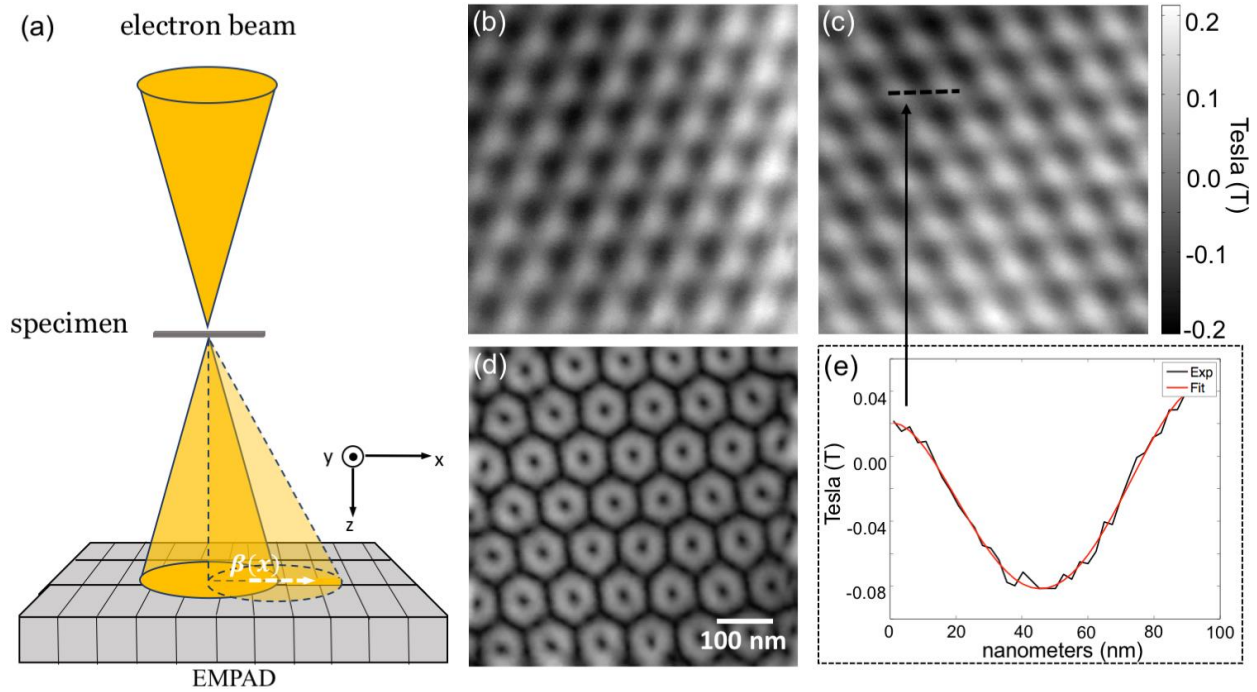 (a)
electron beam
specimen
y
x
z
β(x)
EMPAD
(b)
(c)
0.2
0.1
0.0
-0.1
-0.2
Tesla (T)
(d)
100 nm
(e)
Exp
Fit
0.04
0.00
-0.04
-0.08
Tesla (T)
0
20
40
60
80
100
nanometers (nm)